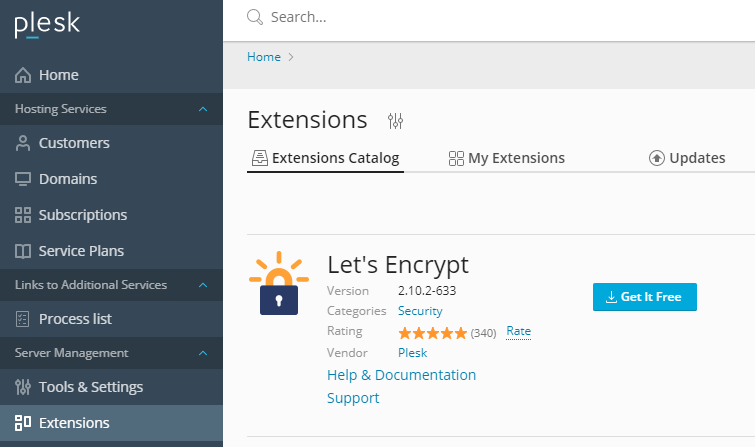 plesk
Search...
Home
Home
Hosting Services
Customers
Domains
Subscriptions
Service Plans
Links to Additional Services
Process list
Server Management
Tools & Settings
Extensions
Extensions
Extensions Catalog
My Extensions
Updates
Let's Encrypt
Version 2.10.2-633
Categories Security
Rating (340) Rate
Vendor Plesk
Help & Documentation
Support
Get It Free